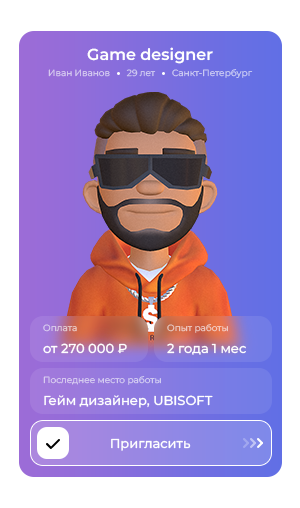 Game designer
Иван Иванов • 29 лет • Санкт-Петербург
$
R
Оплата
от 270 000 ₽
Опыт работы
2 года 1 мес
Последнее место работы
Гейм дизайнер, UBISOFT
Пригласить